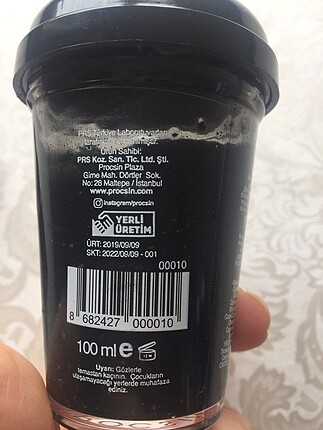 PRS Türkiye Laboratuvarları
Ürün Sahibi:
PRS Koz. San. Tic. Ltd. Şti.
Procsin Plaza
Girne Mah. Dörtler Sok.
No: 28 Maltepe / İstanbul
www.procsin.com
instagram/procsin
YERLİ
ÜRETİM
ÜRT: 2019/09/09
SKT: 2022/09/09 - 001
00010
8 682427 000010
100 ml e
Uyarı: Gözlerle
temastan kaçının. Çocukların
ulaşamayacağı yerlerde muhafaza
ediniz.